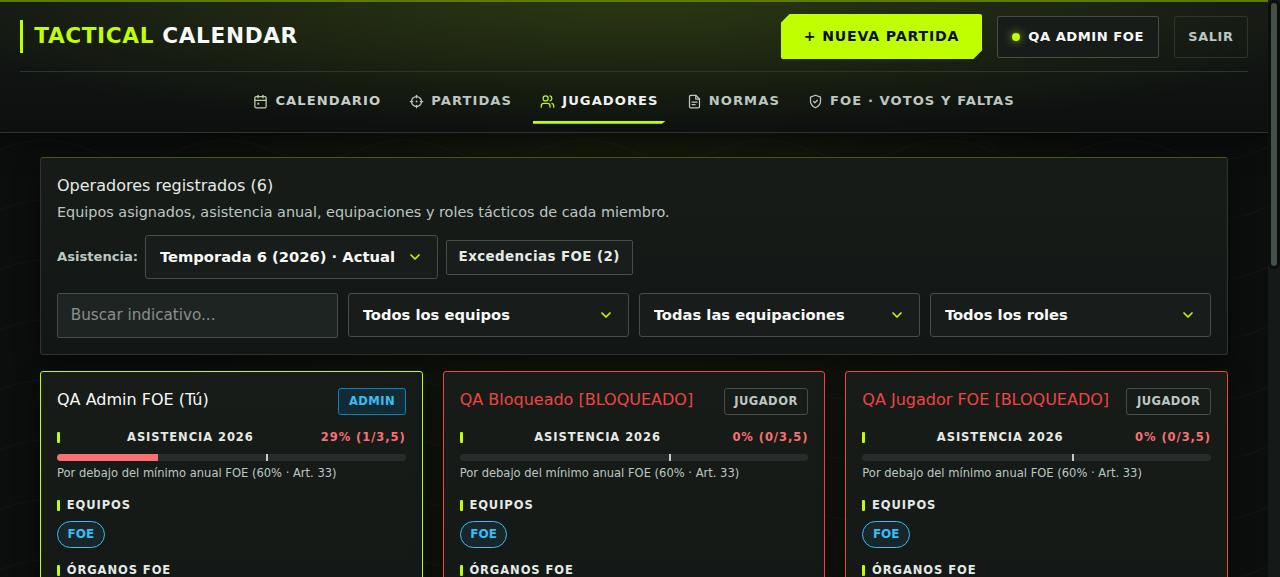 TACTICAL CALENDAR
+ NUEVA PARTIDA
QA ADMIN FOE
SALIR
CALENDARIO
PARTIDAS
JUGADORES
NORMAS
FOE · VOTOS Y FALTAS
Operadores registrados (6)
Equipos asignados, asistencia anual, equipaciones y roles tácticos de cada miembro.
Asistencia:
Temporada 6 (2026) · Actual
Excedencias FOE (2)
Buscar indicativo...
Todos los equipos
Todas las equipaciones
Todos los roles
QA Admin FOE (Tú)
ADMIN
ASISTENCIA 2026
29% (1/3,5)
Por debajo del mínimo anual FOE (60% · Art. 33)
EQUIPOS
FOE
ÓRGANOS FOE
QA Bloqueado [BLOQUEADO]
JUGADOR
ASISTENCIA 2026
0% (0/3,5)
Por debajo del mínimo anual FOE (60% · Art. 33)
EQUIPOS
FOE
ÓRGANOS FOE
QA Jugador FOE [BLOQUEADO]
JUGADOR
ASISTENCIA 2026
0% (0/3,5)
Por debajo del mínimo anual FOE (60% · Art. 33)
EQUIPOS
FOE
ÓRGANOS FOE